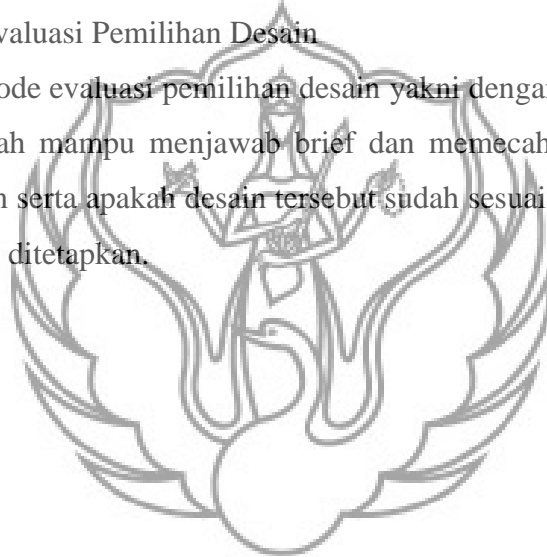 valuasi Pemilihan Desain
ode evaluasi pemilihan desain yakni dengan
ah mampu menjawab brief dan memecah
n serta apakah desain tersebut sudah sesuai
ditetapkan.